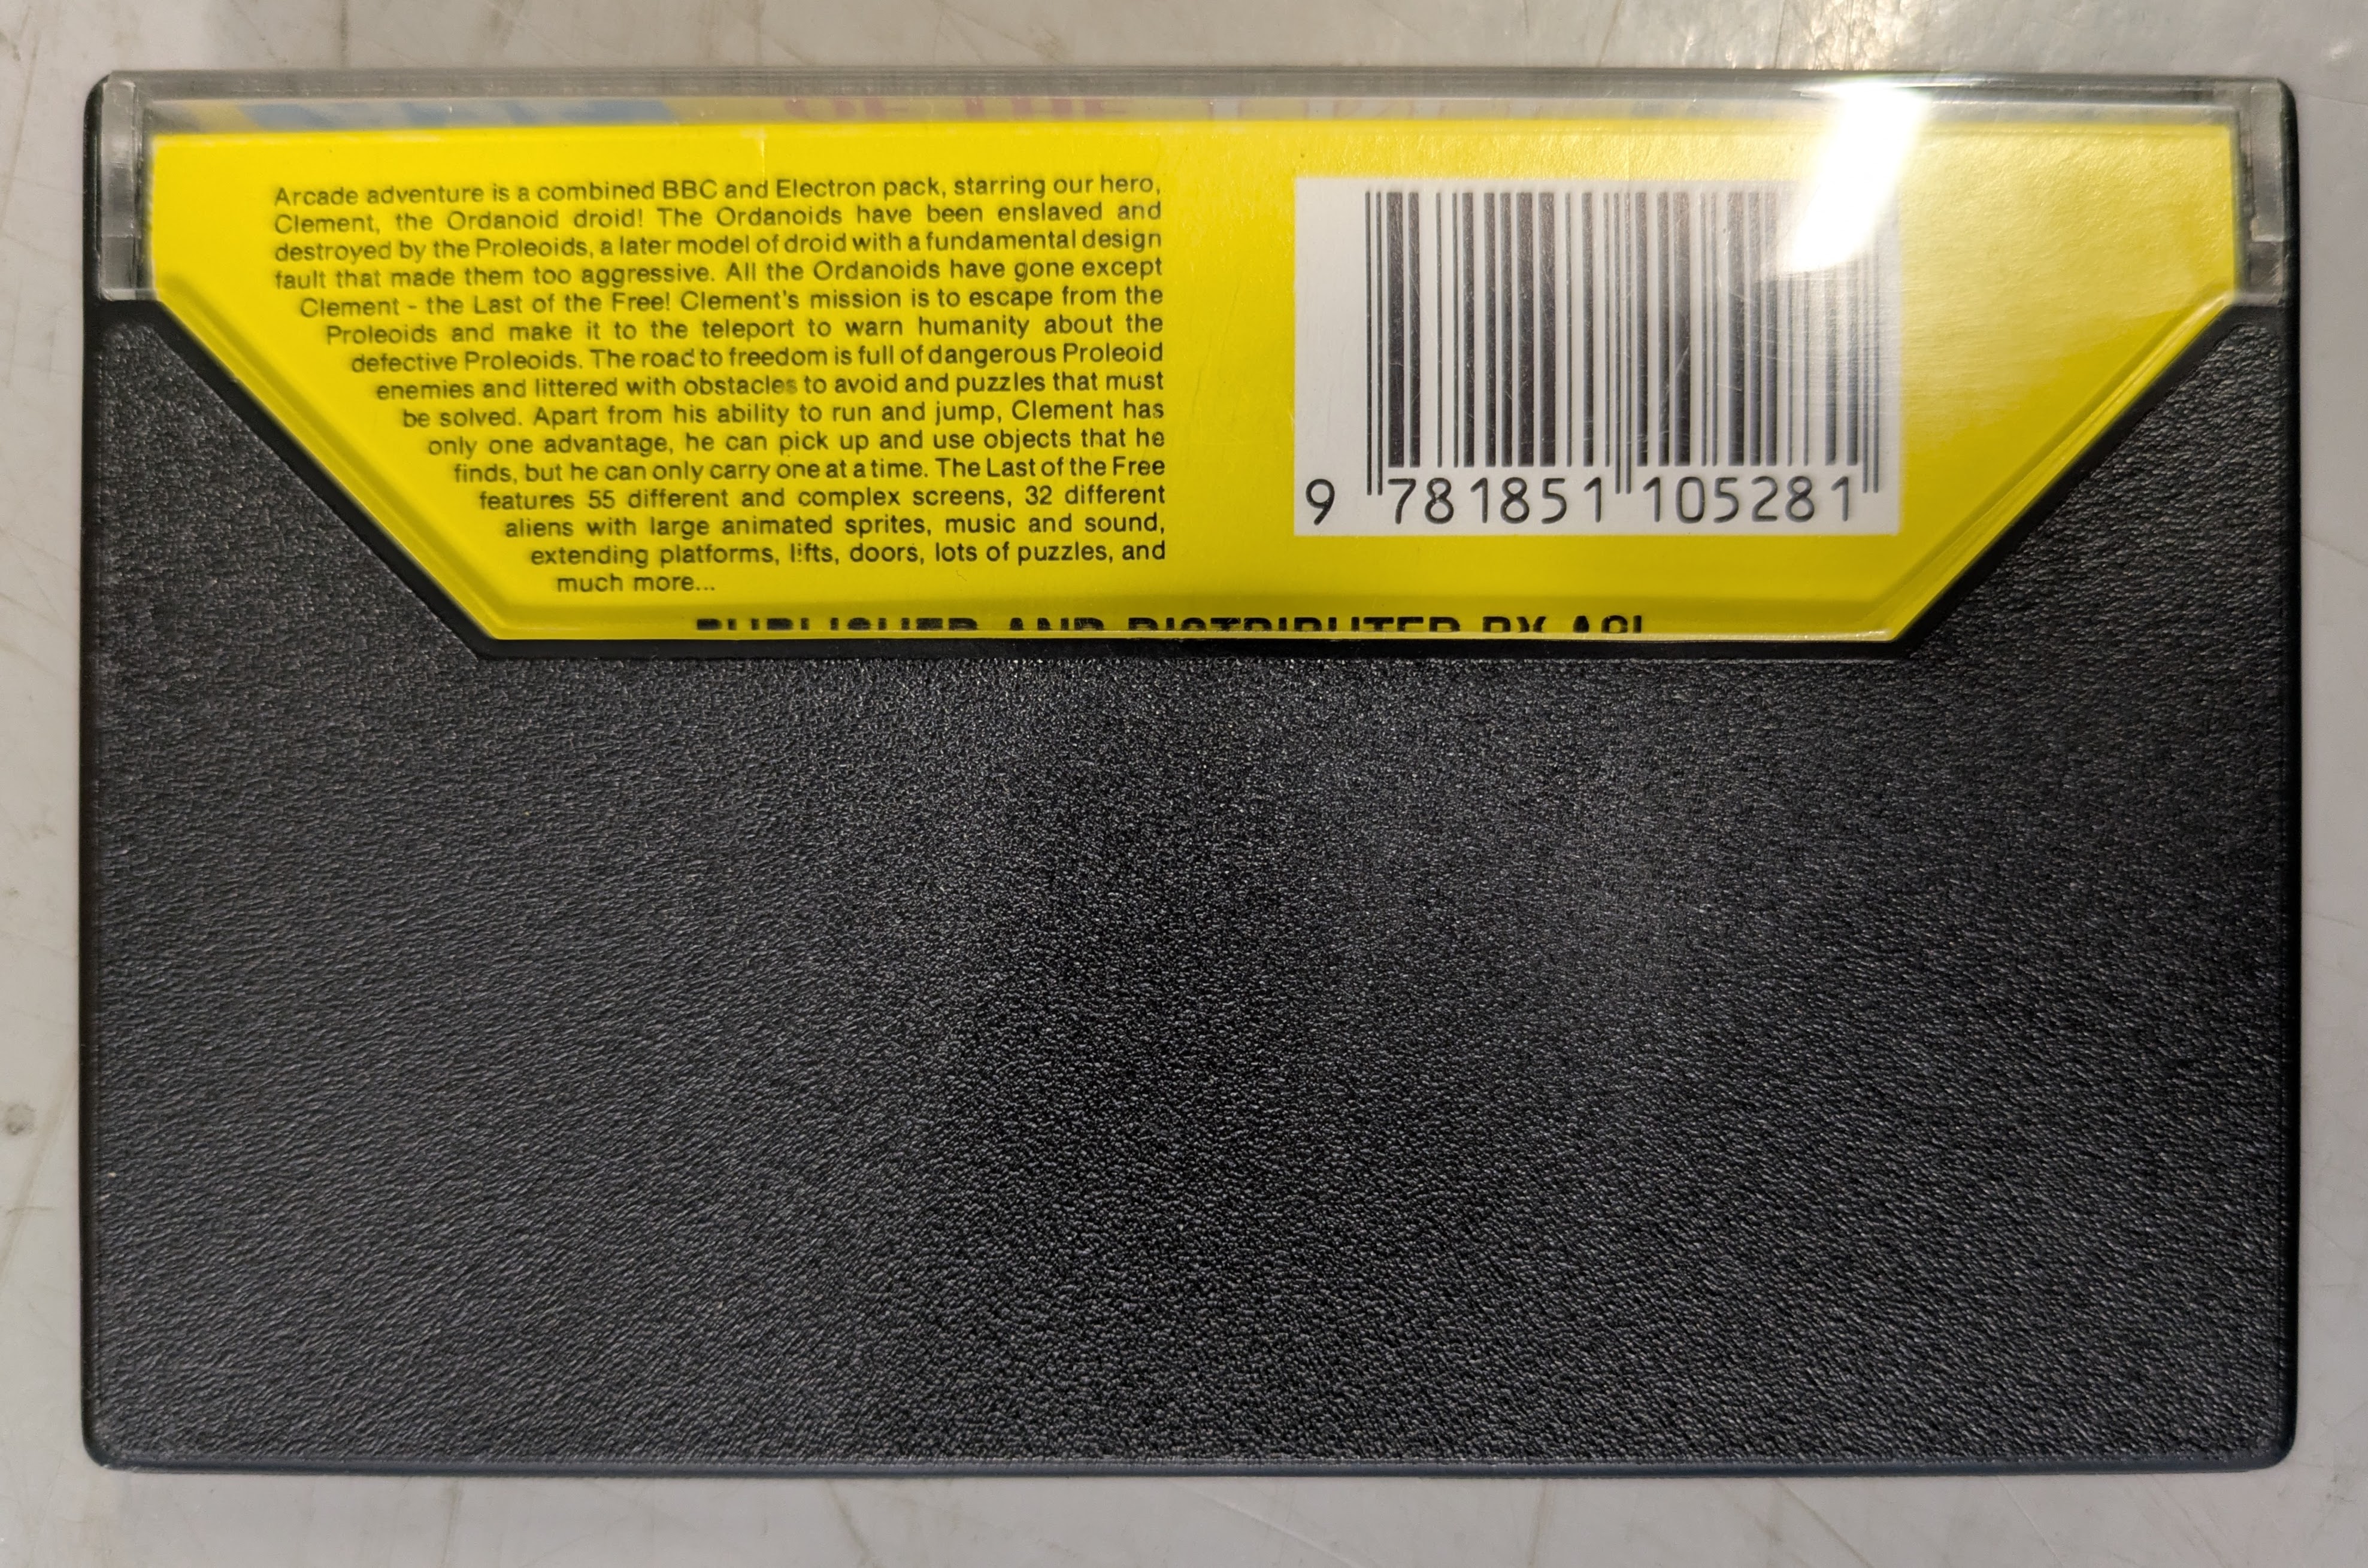 OF THE
Arcade adventure is a combined BBC and Electron pack, starring our hero,
Clement, the Ordanoid droid! The Ordanoids have been enslaved and
destroyed by the Proleoids, a later model of droid with a fundamental design
fault that made them too aggressive. All the Ordanoids have gone except
Clement - the Last of the Free! Clement's mission is to escape from the
Proleoids and make it to the teleport to warn humanity about the
defective Proleoids. The road to freedom is full of dangerous Proleoid
enemies and littered with obstacles to avoid and puzzles that must
be solved. Apart from his ability to run and jump, Clement has
only one advantage, he can pick up and use objects that he
finds, but he can only carry one at a time. The Last of the Free
features 55 different and complex screens, 32 different
aliens with large animated sprites, music and sound,
extending platforms, lifts, doors, lots of puzzles, and
much more...
9 781851 105281
PUBLISHED AND DISTRIBUTED BY ASL